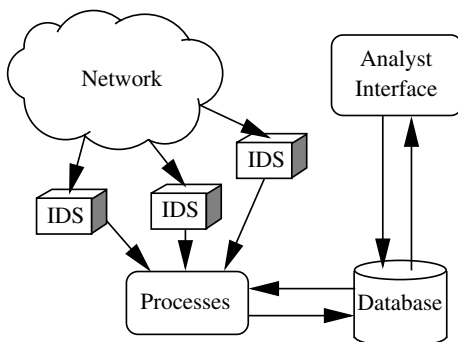 Network
Analyst
Interface
IDS
IDS
IDS
Processes
Database